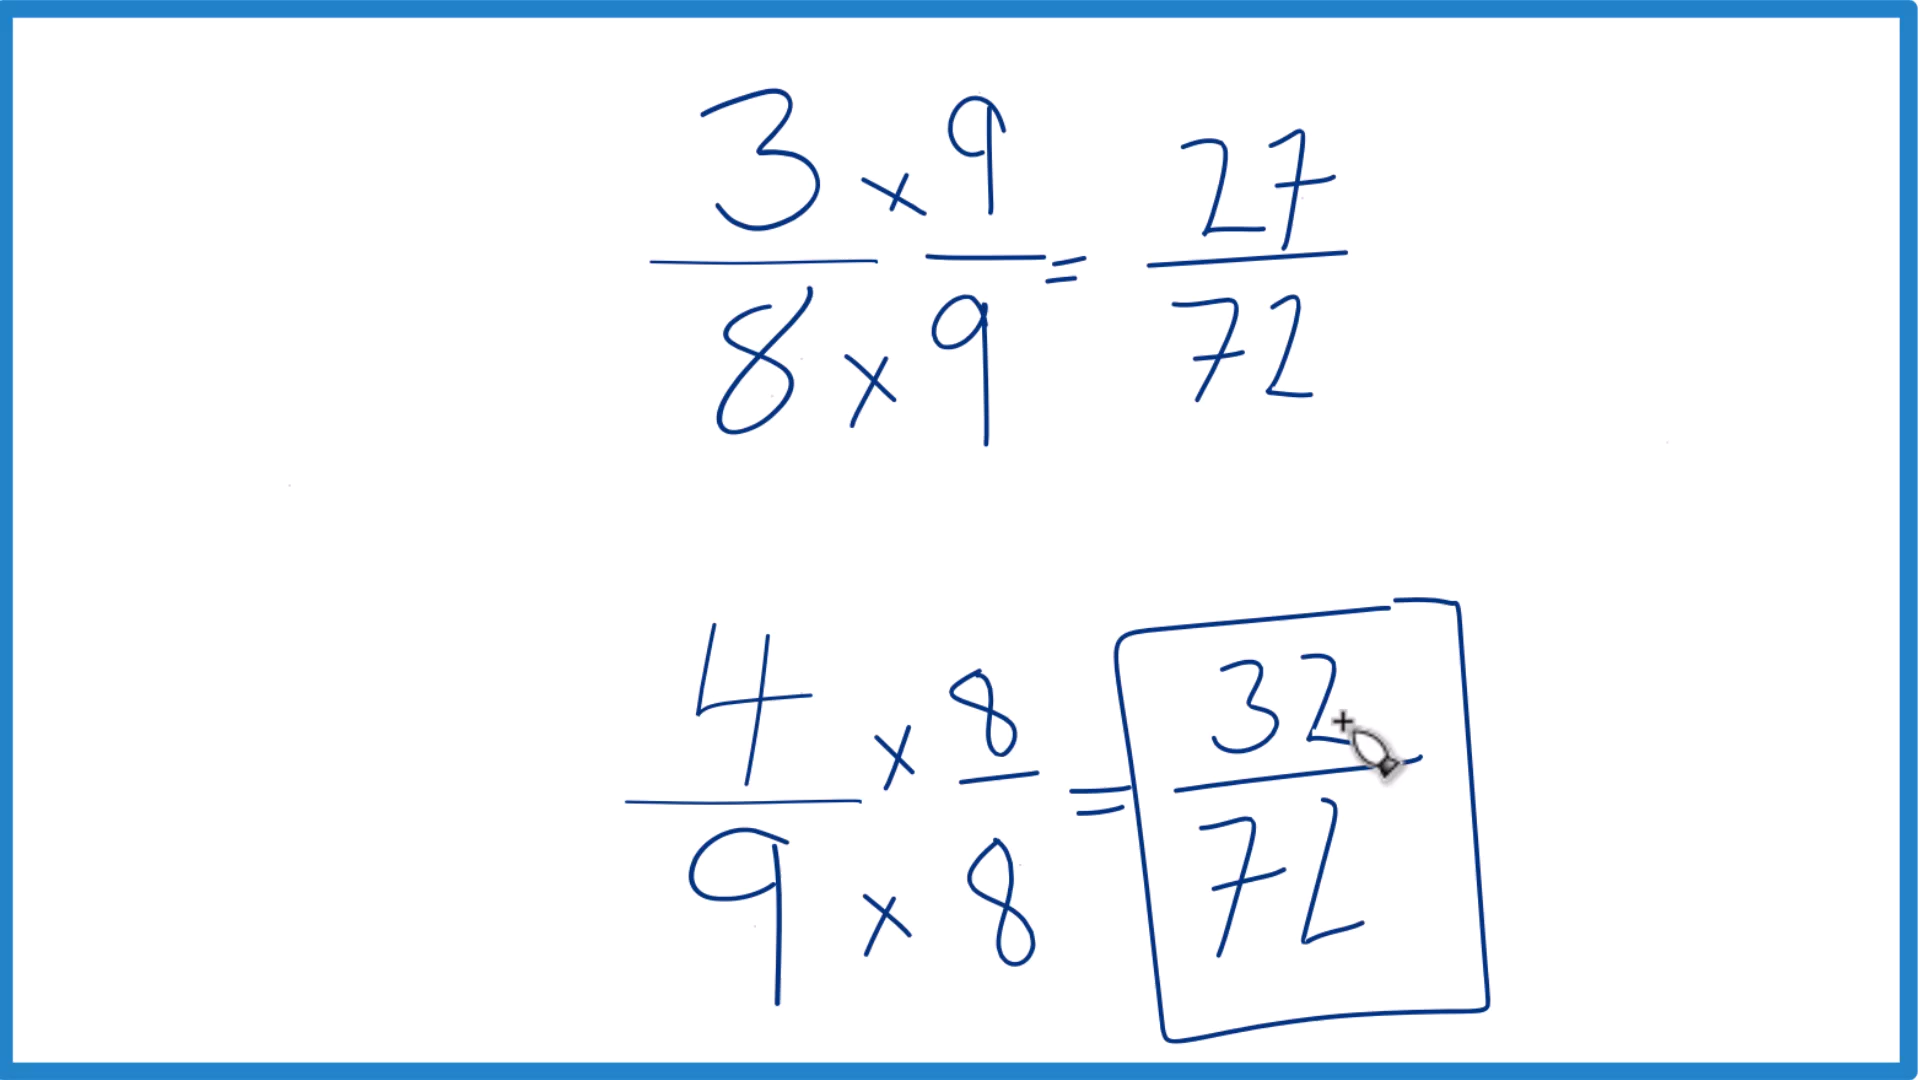 3 × 9 = 27
8 × 9 72
4 × 8 = 32
9 × 8 72